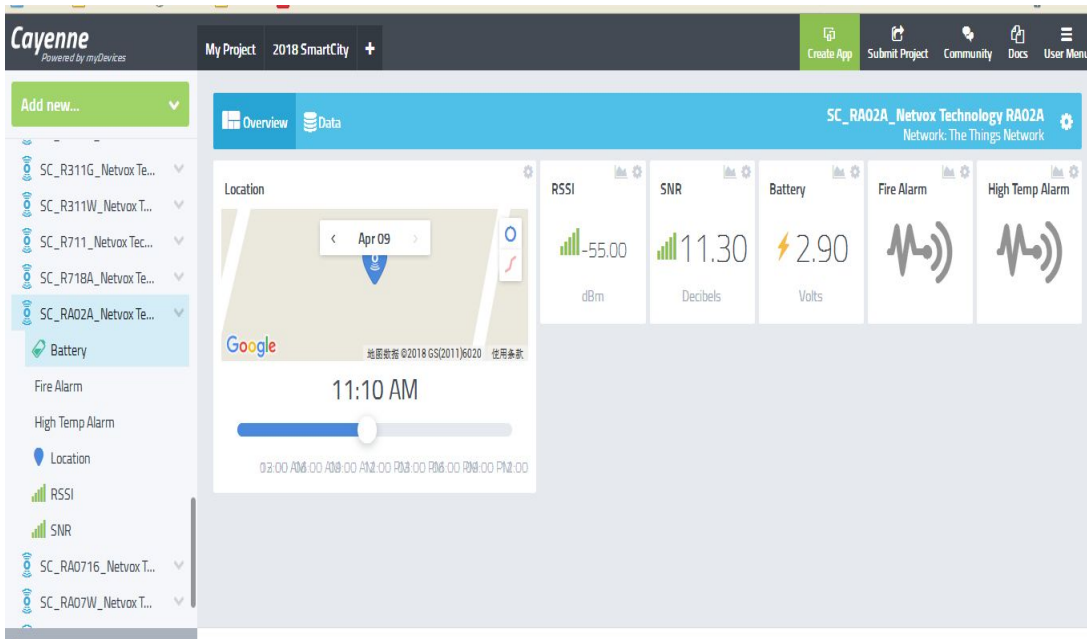 Cayenne
Powered by myDevices
My Project
2018 SmartCity
+
Create App
Submit Project
Community
Docs
User Menu
Add new...
SC_R311G_Netvox Te...
SC_R311W_Netvox T...
SC_R711_Netvox Tec...
SC_R718A_Netvox Te...
SC_RA02A_Netvox Te...
Battery
Fire Alarm
High Temp Alarm
Location
RSSI
SNR
SC_RA0716_Netvox T...
SC_RA07W_Netvox T...
Overview
Data
SC_RA02A_Netvox Technology RA02A
Network: The Things Network
Location
Apr 09
Google
地图数据 ©2018 GS(2011)6020
使用条款
11:10 AM
RSSI
-55.00
dBm
SNR
11.30
Decibels
Battery
2.90
Volts
Fire Alarm
High Temp Alarm